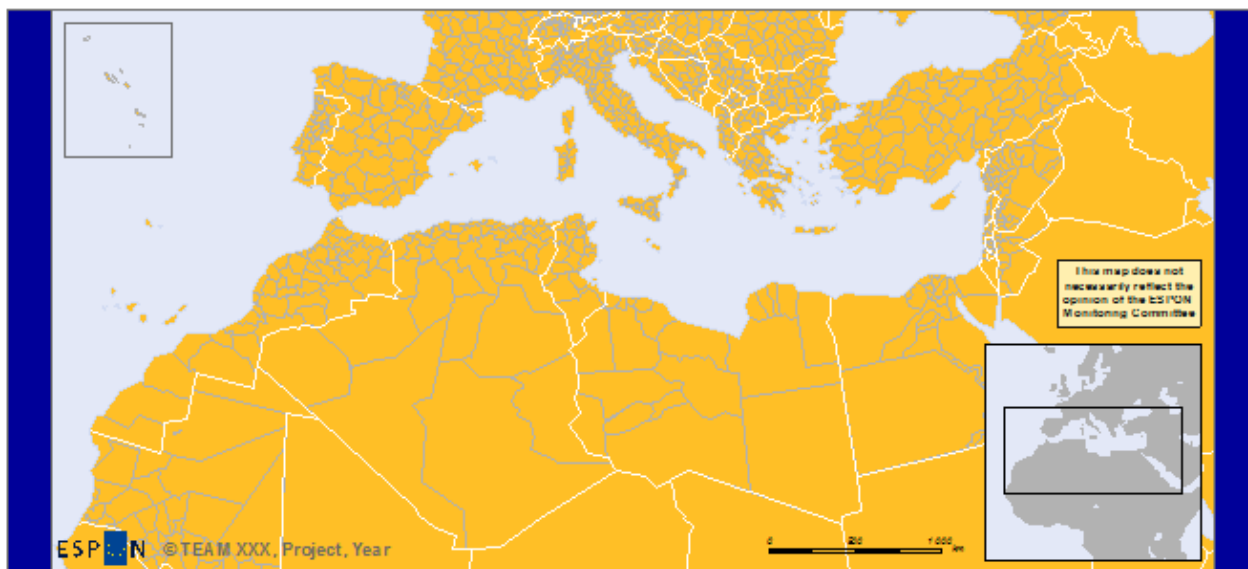 This map does not
necessarily reflect the
opinion of the ESPON
Monitoring Committee
ESPON ©TEAM XXX, Project, Year
0 500 1 000
km